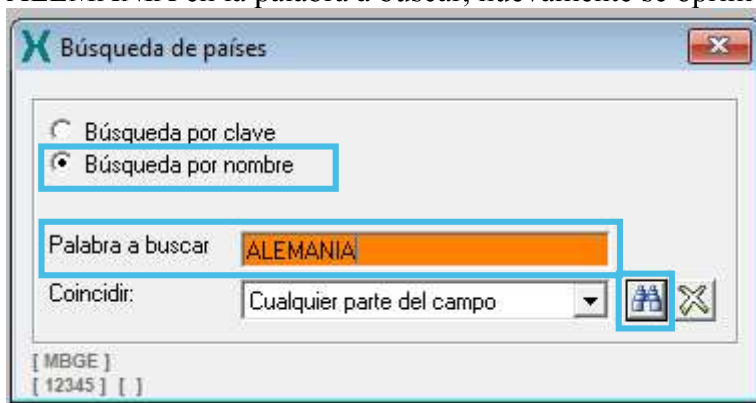 Búsqueda de países
Búsqueda por clave
Búsqueda por nombre
Palabra a buscar ALEMANIA
Coincidir: Cualquier parte del campo
[ MBGE ]
[ 12345 ] [ ]